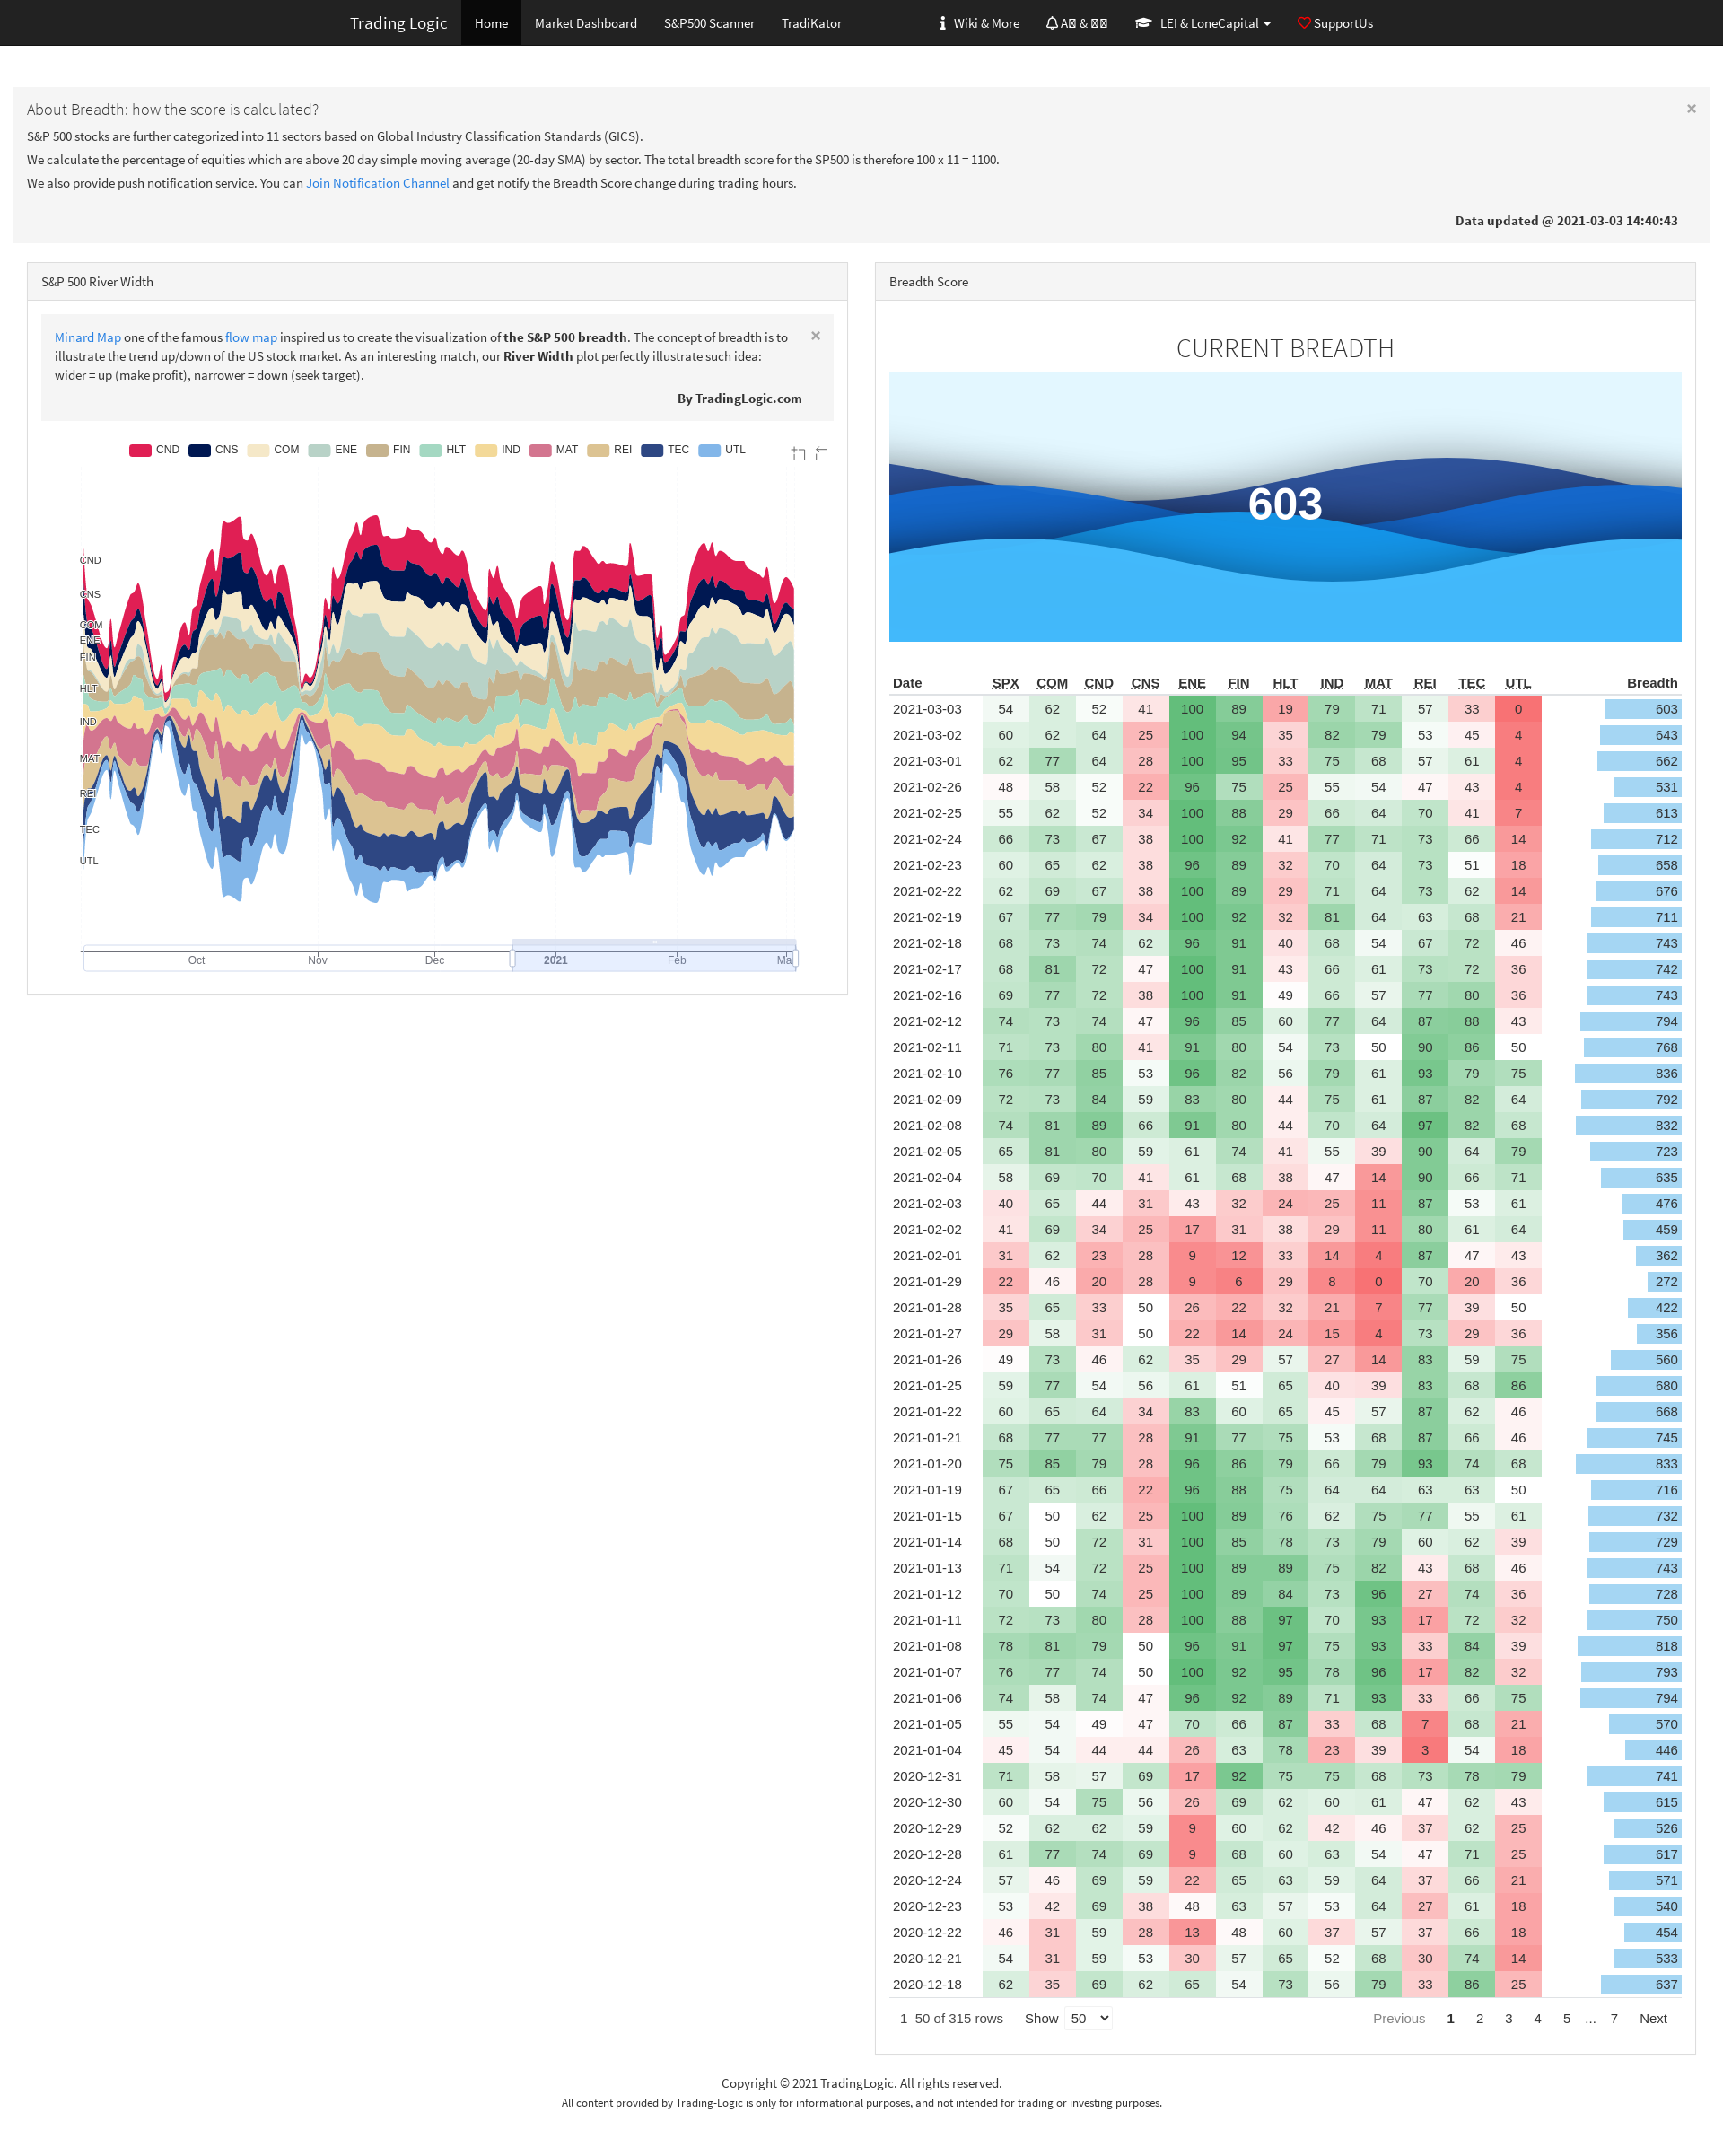 Trading Logic Home Market Dashboard S&P500 Scanner TradiKator Wiki & More A & LEI & LoneCapital SupportUs
About Breadth: how the score is calculated? ×
S&P 500 stocks are further categorized into 11 sectors based on Global Industry Classification Standards (GICS).
We calculate the percentage of equities which are above 20 day simple moving average (20-day SMA) by sector. The total breadth score for the SP500 is therefore 100 x 11 = 1100.
We also provide push notification service. You can Join Notification Channel and get notify the Breadth Score change during trading hours.
Data updated @ 2021-03-03 14:40:43
S&P 500 River Width
Minard Map one of the famous flow map inspired us to create the visualization of the S&P 500 breadth. The concept of breadth is to ×
illustrate the trend up/down of the US stock market. As an interesting match, our River Width plot perfectly illustrate such idea:
wider = up (make profit), narrower = down (seek target).
By TradingLogic.com
CND CNS COM ENE FIN HLT IND MAT REI TEC UTL
CND
CNS
COM
ENE
FIN
HLT
IND
MAT
REI
TEC
UTL
Oct Nov Dec 2021 Feb Ma
Breadth Score
CURRENT BREADTH
603
Date SPX COM CND CNS ENE FIN HLT IND MAT REI TEC UTL Breadth
2021-03-03 54 62 52 41 100 89 19 79 71 57 33 0 603
2021-03-02 60 62 64 25 100 94 35 82 79 53 45 4 643
2021-03-01 62 77 64 28 100 95 33 75 68 57 61 4 662
2021-02-26 48 58 52 22 96 75 25 55 54 47 43 4 531
2021-02-25 55 62 52 34 100 88 29 66 64 70 41 7 613
2021-02-24 66 73 67 38 100 92 41 77 71 73 66 14 712
2021-02-23 60 65 62 38 96 89 32 70 64 73 51 18 658
2021-02-22 62 69 67 38 100 89 29 71 64 73 62 14 676
2021-02-19 67 77 79 34 100 92 32 81 64 63 68 21 711
2021-02-18 68 73 74 62 96 91 40 68 54 67 72 46 743
2021-02-17 68 81 72 47 100 91 43 66 61 73 72 36 742
2021-02-16 69 77 72 38 100 91 49 66 57 77 80 36 743
2021-02-12 74 73 74 47 96 85 60 77 64 87 88 43 794
2021-02-11 71 73 80 41 91 80 54 73 50 90 86 50 768
2021-02-10 76 77 85 53 96 82 56 79 61 93 79 75 836
2021-02-09 72 73 84 59 83 80 44 75 61 87 82 64 792
2021-02-08 74 81 89 66 91 80 44 70 64 97 82 68 832
2021-02-05 65 81 80 59 61 74 41 55 39 90 64 79 723
2021-02-04 58 69 70 41 61 68 38 47 14 90 66 71 635
2021-02-03 40 65 44 31 43 32 24 25 11 87 53 61 476
2021-02-02 41 69 34 25 17 31 38 29 11 80 61 64 459
2021-02-01 31 62 23 28 9 12 33 14 4 87 47 43 362
2021-01-29 22 46 20 28 9 6 29 8 0 70 20 36 272
2021-01-28 35 65 33 50 26 22 32 21 7 77 39 50 422
2021-01-27 29 58 31 50 22 14 24 15 4 73 29 36 356
2021-01-26 49 73 46 62 35 29 57 27 14 83 59 75 560
2021-01-25 59 77 54 56 61 51 65 40 39 83 68 86 680
2021-01-22 60 65 64 34 83 60 65 45 57 87 62 46 668
2021-01-21 68 77 77 28 91 77 75 53 68 87 66 46 745
2021-01-20 75 85 79 28 96 86 79 66 79 93 74 68 833
2021-01-19 67 65 66 22 96 88 75 64 64 63 63 50 716
2021-01-15 67 50 62 25 100 89 76 62 75 77 55 61 732
2021-01-14 68 50 72 31 100 85 78 73 79 60 62 39 729
2021-01-13 71 54 72 25 100 89 89 75 82 43 68 46 743
2021-01-12 70 50 74 25 100 89 84 73 96 27 74 36 728
2021-01-11 72 73 80 28 100 88 97 70 93 17 72 32 750
2021-01-08 78 81 79 50 96 91 97 75 93 33 84 39 818
2021-01-07 76 77 74 50 100 92 95 78 96 17 82 32 793
2021-01-06 74 58 74 47 96 92 89 71 93 33 66 75 794
2021-01-05 55 54 49 47 70 66 87 33 68 7 68 21 570
2021-01-04 45 54 44 44 26 63 78 23 39 3 54 18 446
2020-12-31 71 58 57 69 17 92 75 75 68 73 78 79 741
2020-12-30 60 54 75 56 26 69 62 60 61 47 62 43 615
2020-12-29 52 62 62 59 9 60 62 42 46 37 62 25 526
2020-12-28 61 77 74 69 9 68 60 63 54 47 71 25 617
2020-12-24 57 46 69 59 22 65 63 59 64 37 66 21 571
2020-12-23 53 42 69 38 48 63 57 53 64 27 61 18 540
2020-12-22 46 31 59 28 13 48 60 37 57 37 66 18 454
2020-12-21 54 31 59 53 30 57 65 52 68 30 74 14 533
2020-12-18 62 35 69 62 65 54 73 56 79 33 86 25 637
1–50 of 315 rows Show 50 Previous 1 2 3 4 5 ... 7 Next
Copyright © 2021 TradingLogic. All rights reserved.
All content provided by Trading-Logic is only for informational purposes, and not intended for trading or investing purposes.